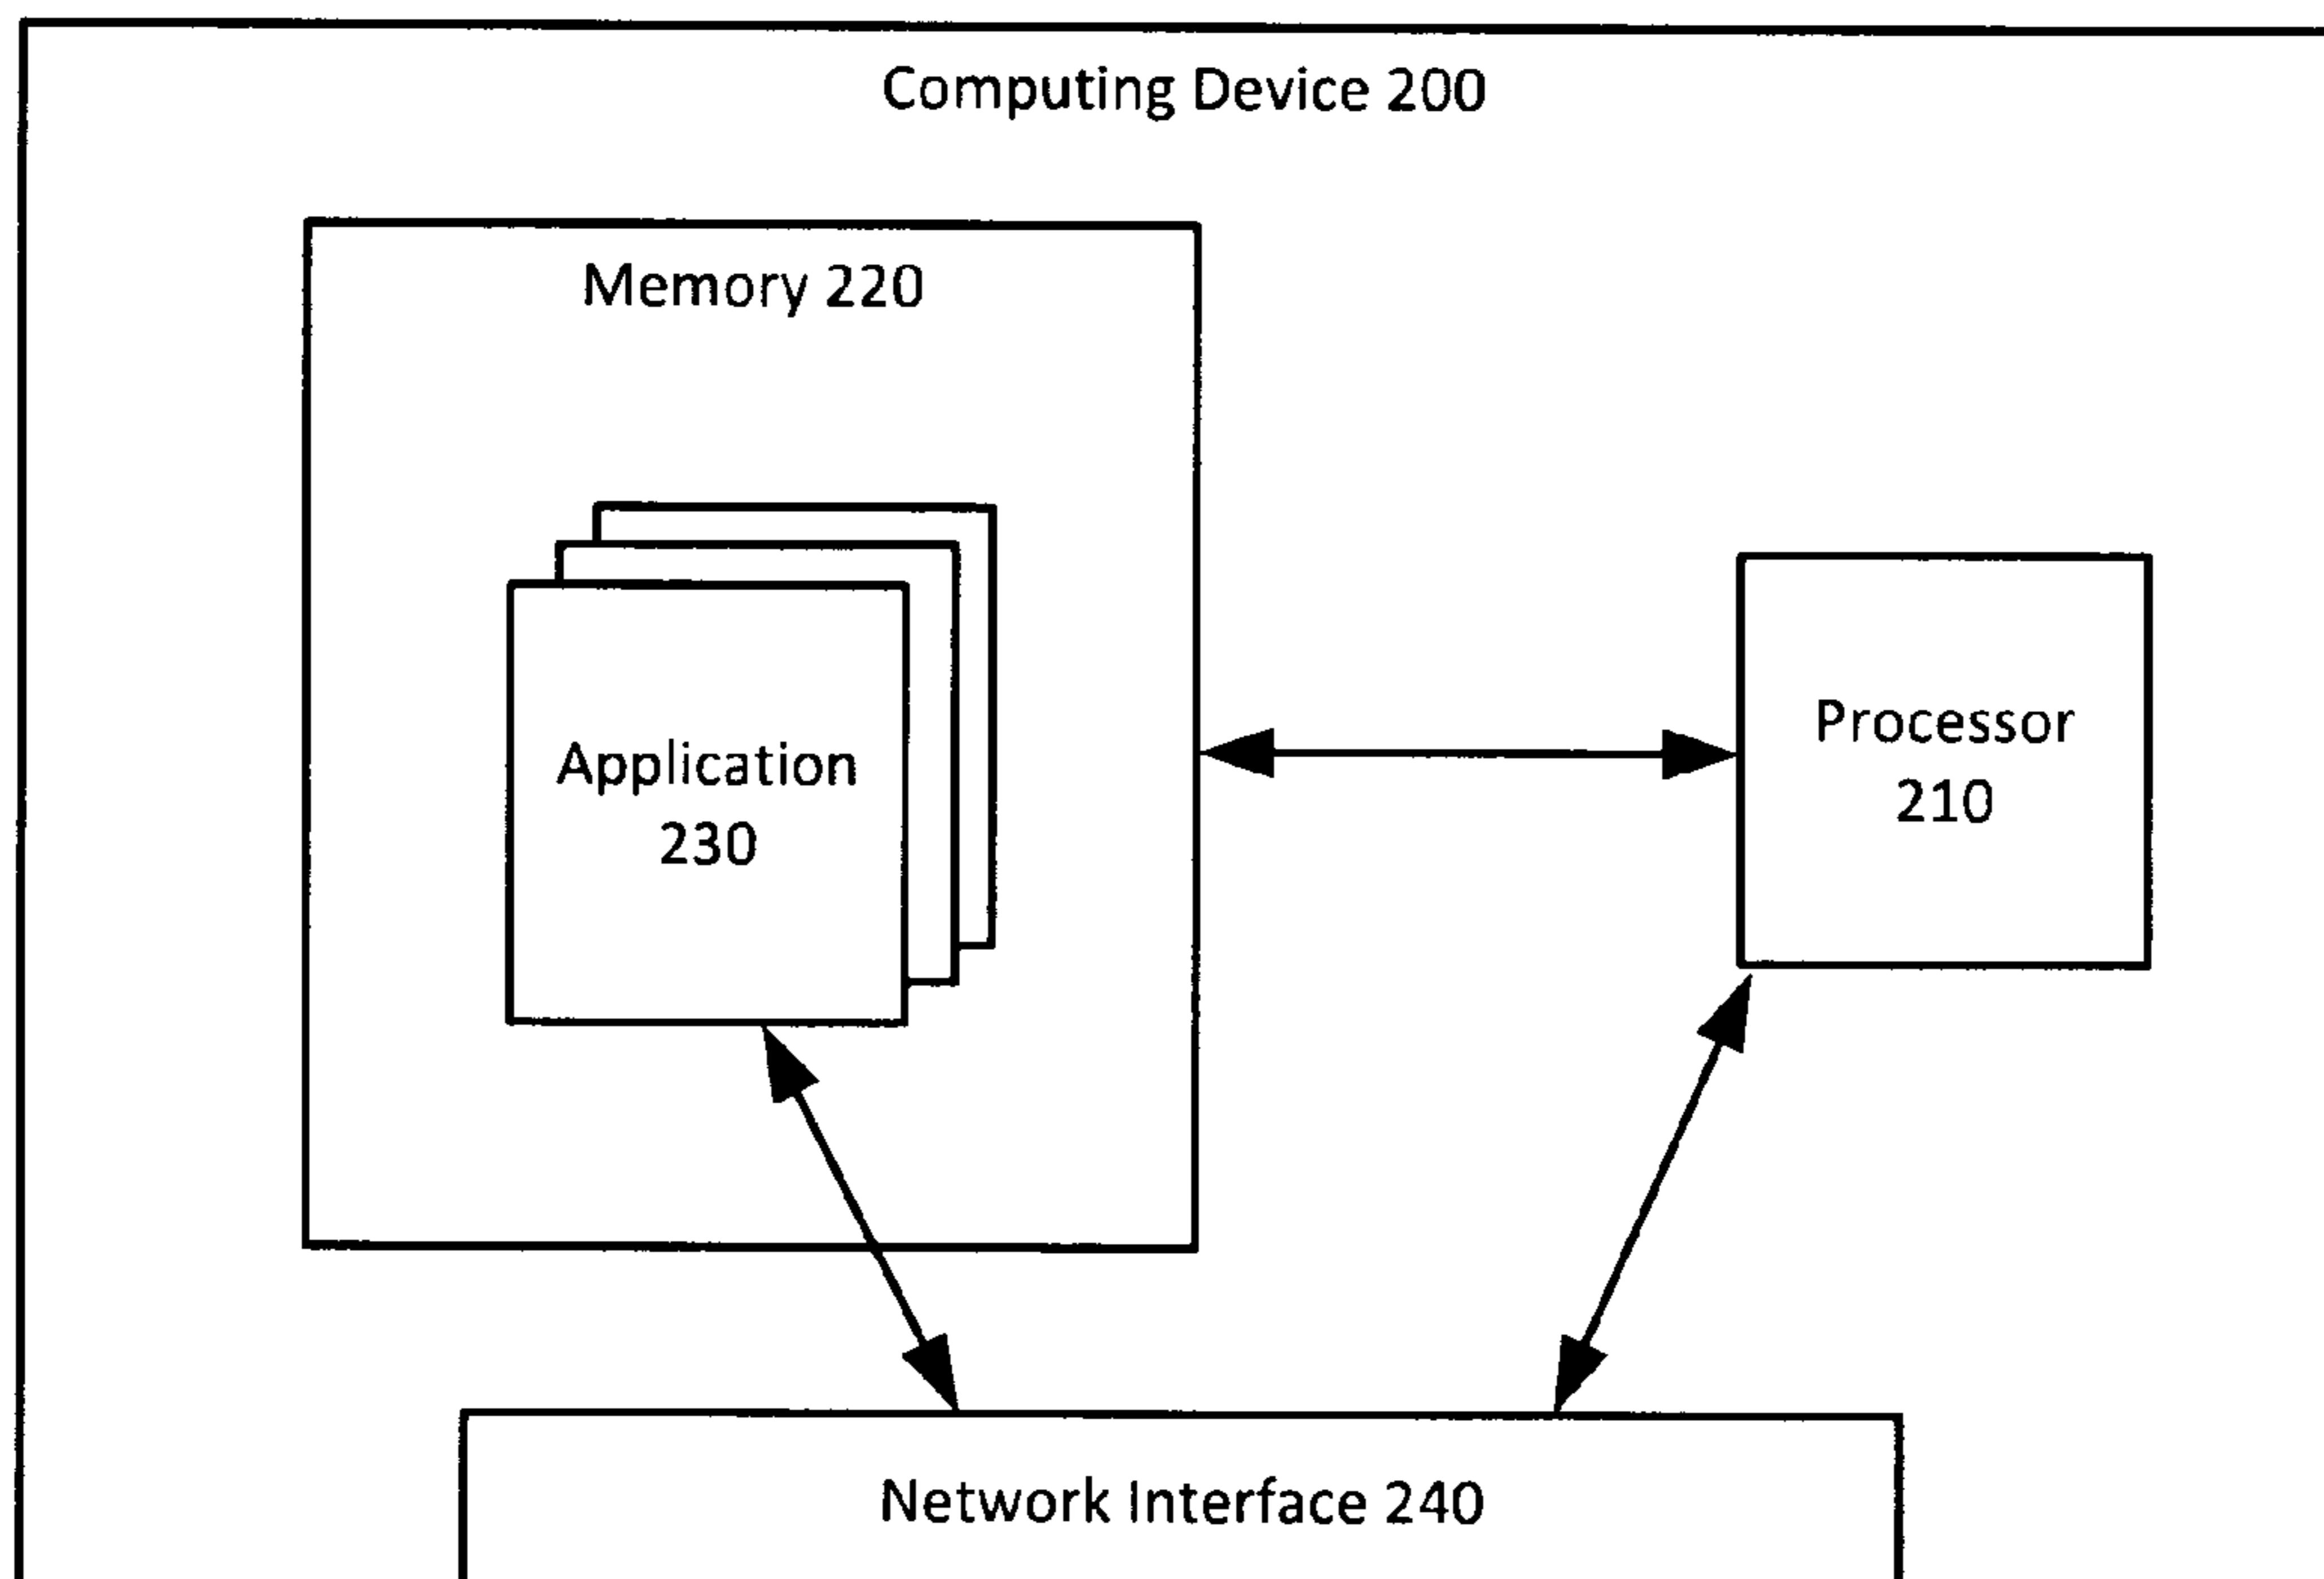 Computing Device 200
Memory 220
Application
230
Processor
210
Network Interface 240